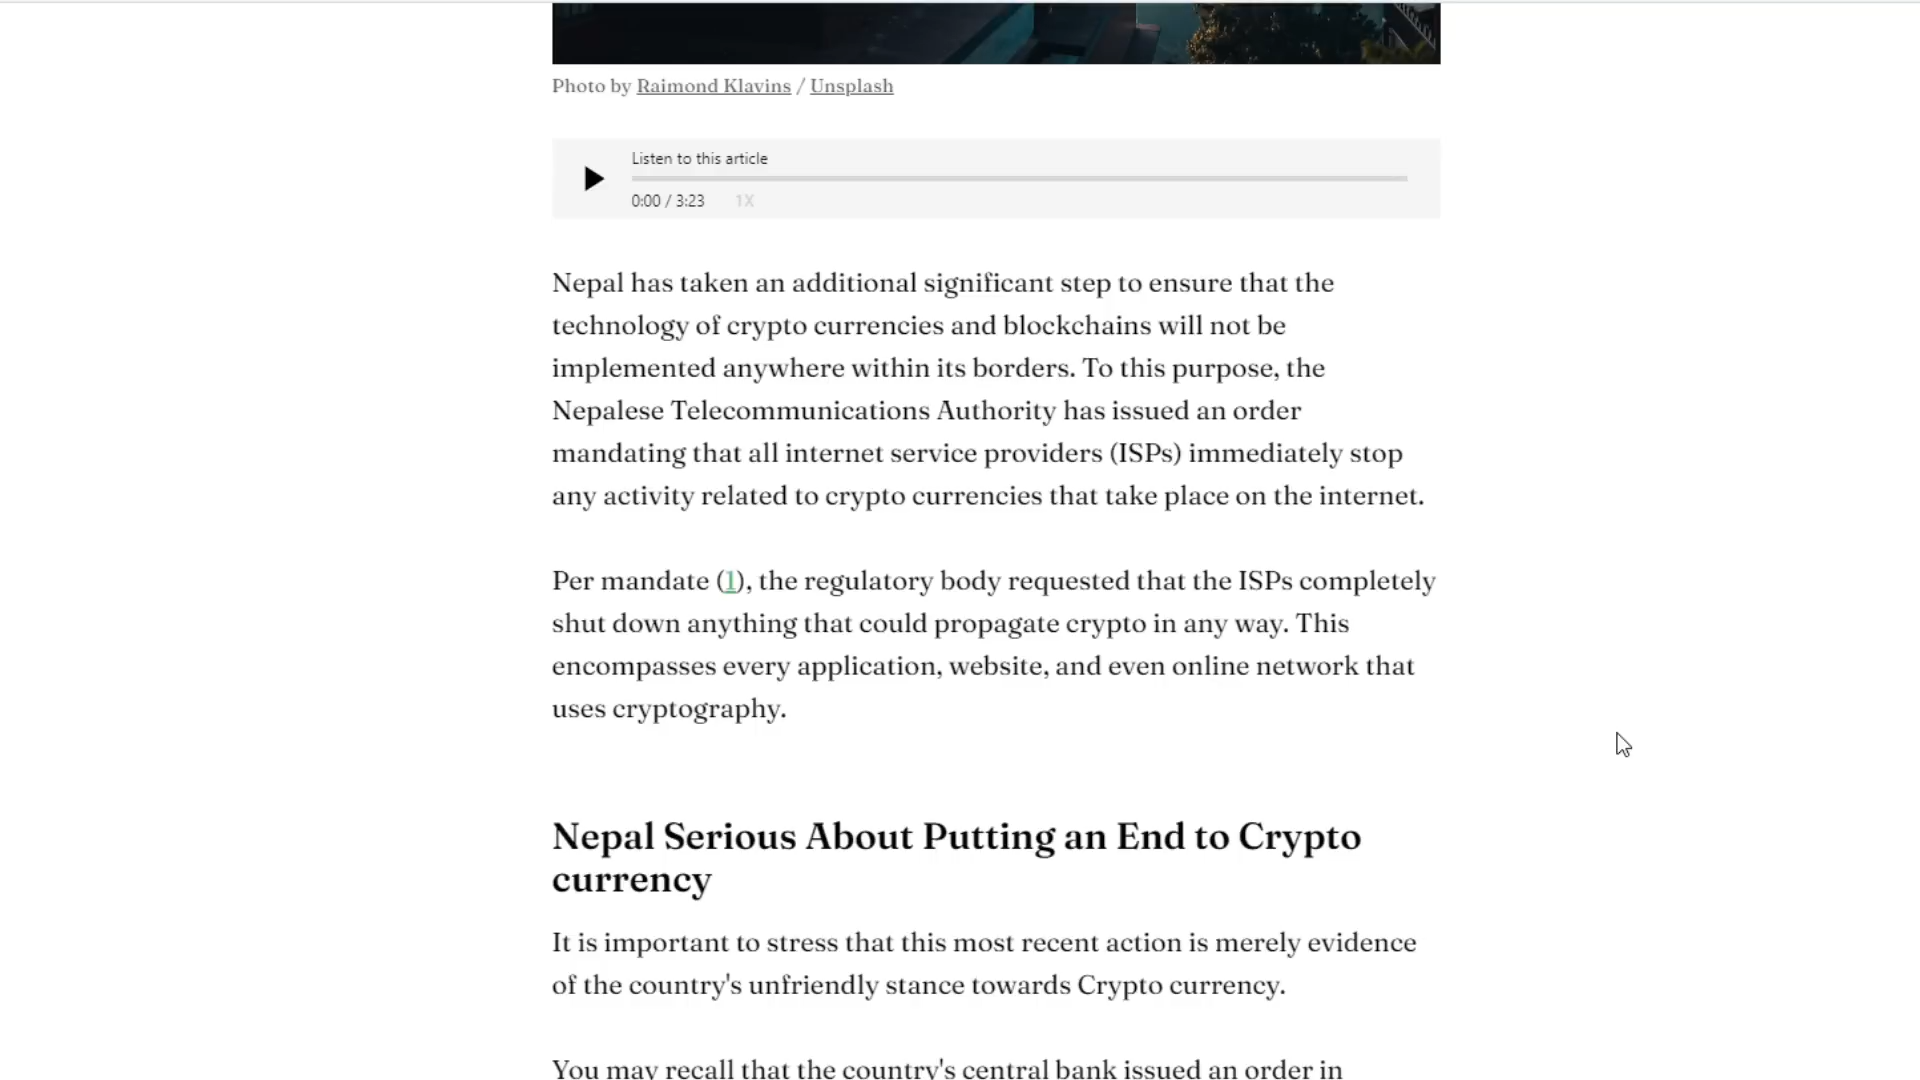 Photo by Raimond Klavins / Unsplash
Listen to this article
0:00 / 3:23 1X
Nepal has taken an additional significant step to ensure that the
technology of crypto currencies and blockchains will not be
implemented anywhere within its borders. To this purpose, the
Nepalese Telecommunications Authority has issued an order
mandating that all internet service providers (ISPs) immediately stop
any activity related to crypto currencies that take place on the internet.
Per mandate (1), the regulatory body requested that the ISPs completely
shut down anything that could propagate crypto in any way. This
encompasses every application, website, and even online network that
uses cryptography.
Nepal Serious About Putting an End to Crypto
currency
It is important to stress that this most recent action is merely evidence
of the country's unfriendly stance towards Crypto currency.
You may recall that the country's central bank issued an order in